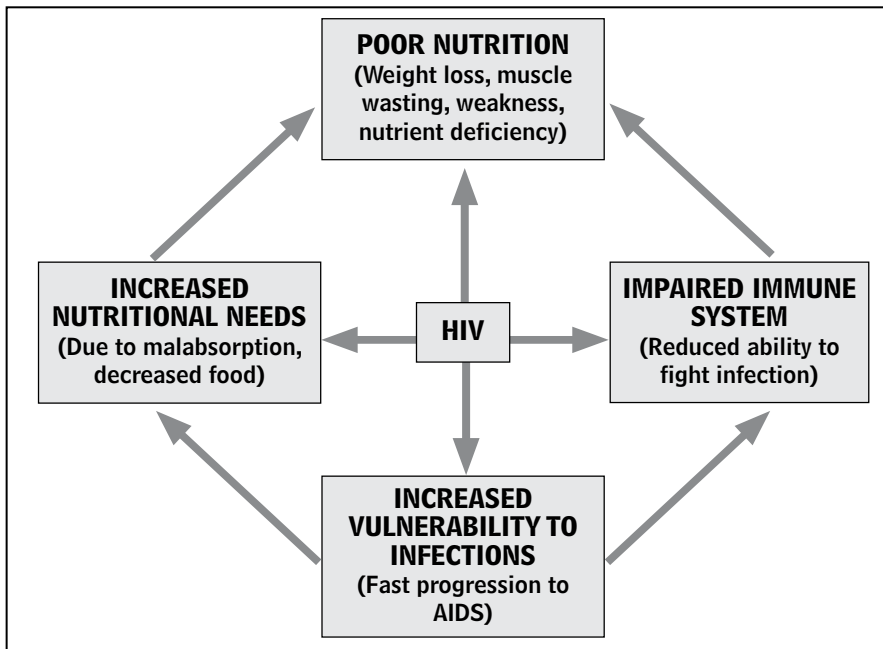 POOR NUTRITION
(Weight loss, muscle
wasting, weakness,
nutrient deficiency)
INCREASED
NUTRITIONAL NEEDS
(Due to malabsorption,
decreased food)
HIV
IMPAIRED IMMUNE
SYSTEM
(Reduced ability to
fight infection)
INCREASED
VULNERABILITY TO
INFECTIONS
(Fast progression to
AIDS)